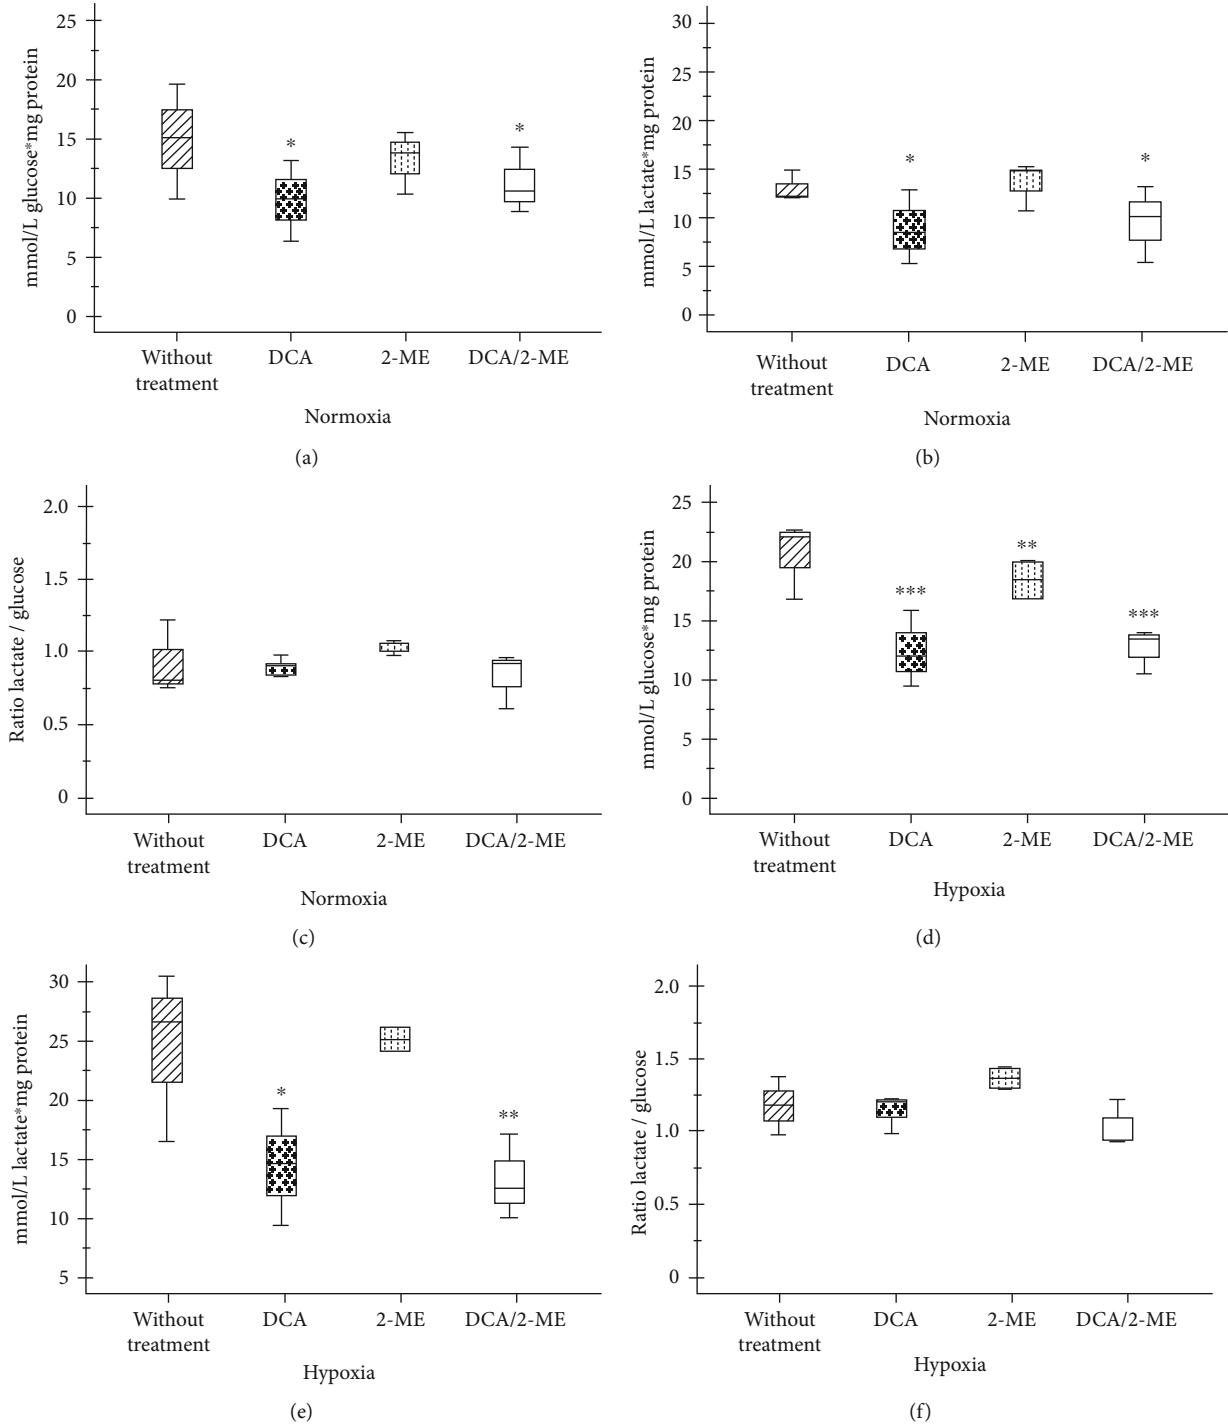 mmol/L glucose*mg protein
25
20
15
10
5
0
*
*
Without treatment
DCA
2-ME
DCA/2-ME
Normoxia
(a)
mmol/L lactate*mg protein
30
25
20
15
10
5
0
*
*
Without treatment
DCA
2-ME
DCA/2-ME
Normoxia
(b)
Ratio lactate / glucose
2.0
1.5
1.0
0.5
0
Without treatment
DCA
2-ME
DCA/2-ME
Normoxia
(c)
mmol/L glucose*mg protein
25
20
15
10
5
0
***
**
***
Without treatment
DCA
2-ME
DCA/2-ME
Hypoxia
(d)
mmol/L lactate*mg protein
30
25
20
15
10
5
*
**
Without treatment
DCA
2-ME
DCA/2-ME
Hypoxia
(e)
Ratio lactate / glucose
2.0
1.5
1.0
0.5
0
Without treatment
DCA
2-ME
DCA/2-ME
Hypoxia
(f)